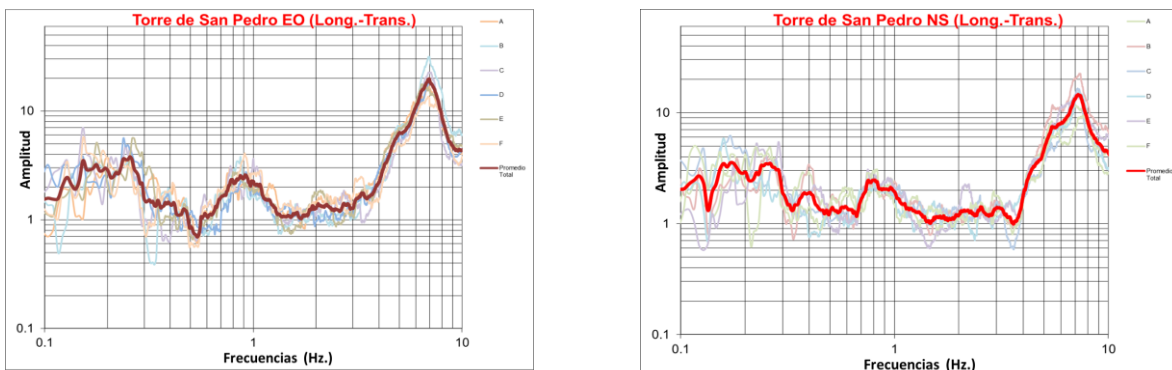 Torre de San Pedro EO (Long.-Trans.)
Amplitud
10
1
0.1
0.1
1
10
Frecuencias (Hz.)
A
B
C
D
E
F
Promedio
Total
Torre de San Pedro NS (Long.-Trans.)
Amplitud
10
1
0.1
0.1
1
10
Frecuencias (Hz.)
A
B
C
D
E
F
Promedio
Total